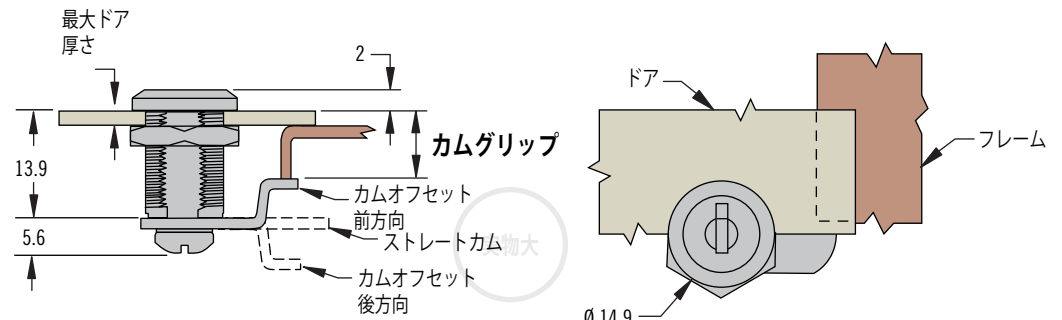 最大ドア
厚さ
2
カムグリップ
13.9
カムオフセット
前方向
5.6
ストレートカム
カムオフセット
後方向
実物大
ドア
フレーム
Ø 14.9